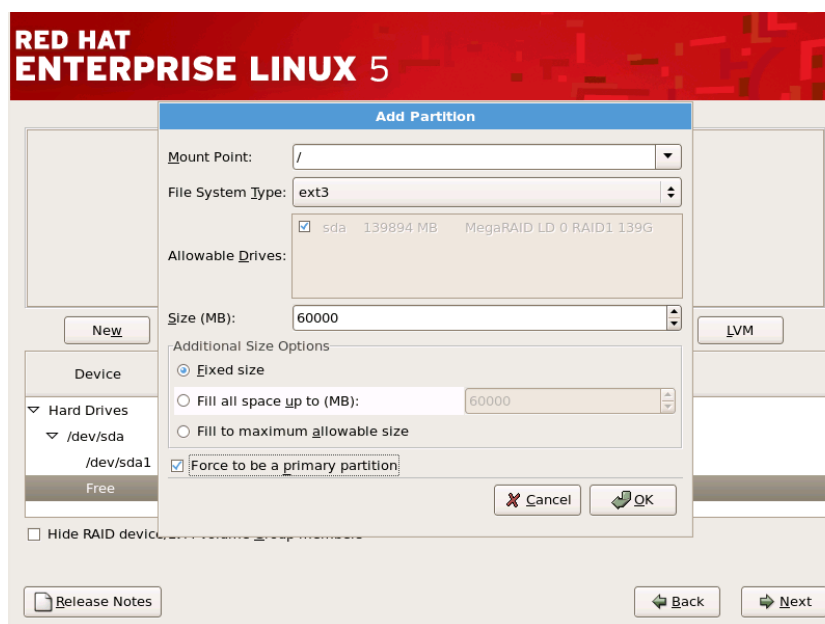 RED HAT
ENTERPRISE LINUX 5
Add Partition
Mount Point: /
File System Type: ext3
Allowable Drives:
sda 139894 MB MegaRAID LD 0 RAID1 139G
Size (MB): 60000
Additional Size Options
Fixed size
Fill all space up to (MB): 60000
Fill to maximum allowable size
Force to be a primary partition
Cancel OK
New LVM
Device
Hard Drives
/dev/sda
/dev/sda1
Free
Hide RAID device
Release Notes Back Next